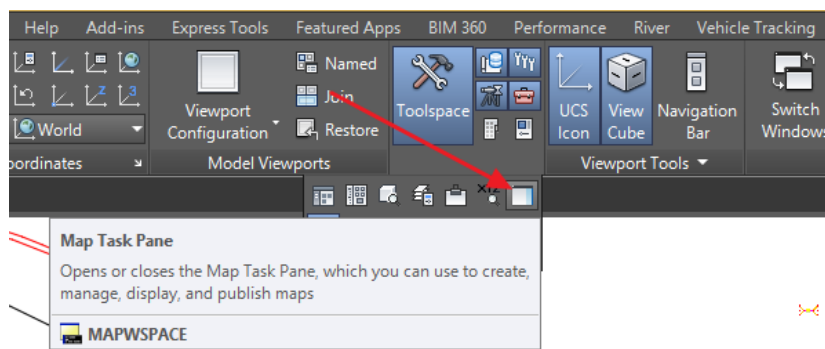 Help Add-ins Express Tools Featured Apps BIM 360 Performance River Vehicle Tracking
Named
Join
Restore
World
Viewport
Configuration
Toolspace
UCS
Icon
View
Cube
Navigation
Bar
Switch
Windows
oordinates
Model Viewports
Viewport Tools
XYZ
Map Task Pane
Opens or closes the Map Task Pane, which you can use to create,
manage, display, and publish maps
MAPWSPACE